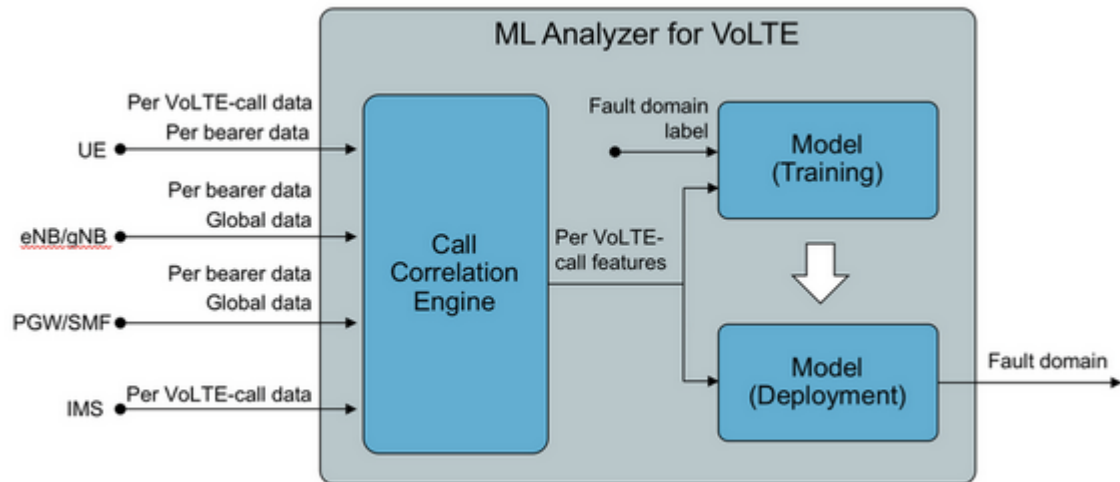 ML Analyzer for VoLTE
Per VoLTE-call data
Per bearer data
UE
Per bearer data
Global data
eNB/gNB
Per bearer data
Global data
PGW/SMF
Per VoLTE-call data
IMS
Call
Correlation
Engine
Fault domain
label
Per VoLTE-
call features
Model
(Training)
Model
(Deployment)
Fault domain